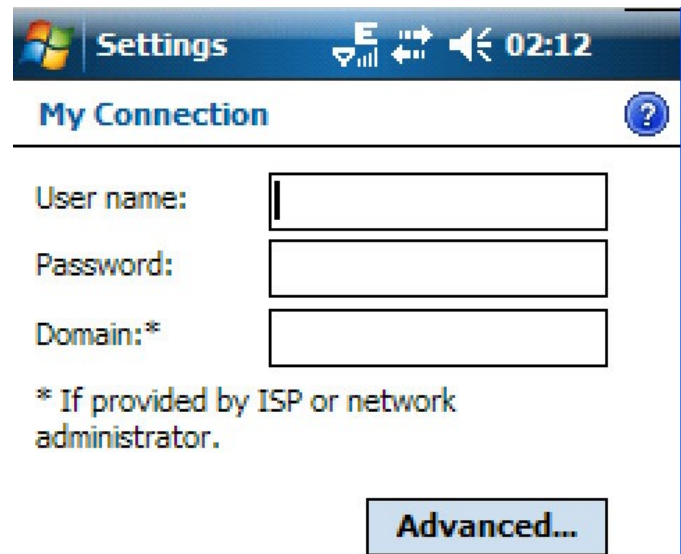 Settings E 02:12
My Connection ?
User name:
Password:
Domain:*
* If provided by ISP or network
administrator.
Advanced...